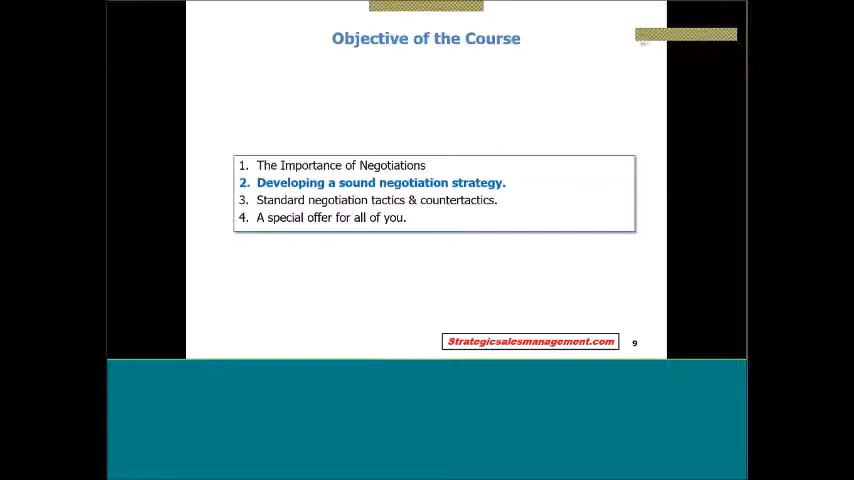 Objective of the Course
1. The Importance of Negotiations
2. Developing a sound negotiation strategy.
3. Standard negotiation tactics & countertactics.
4. A special offer for all of you.
Strategicsalesmanagement.com
9